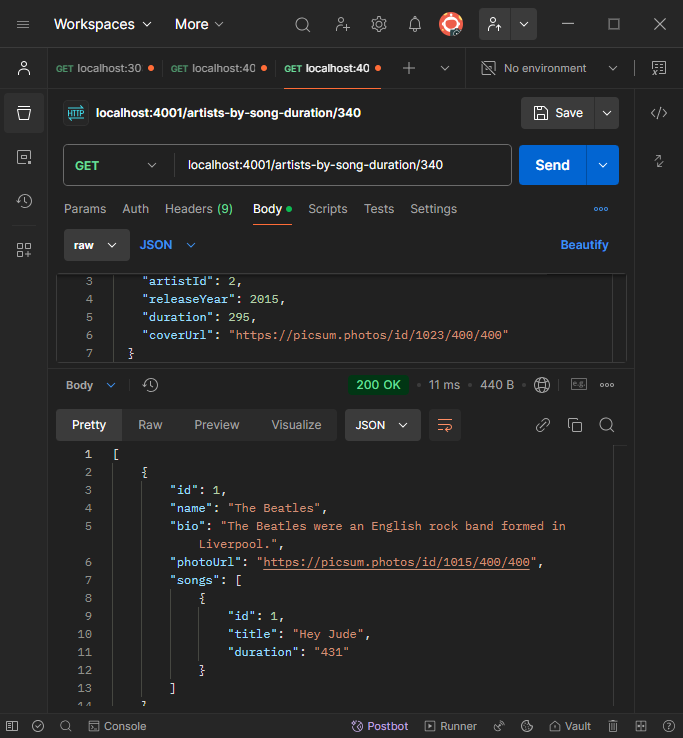 Workspaces More
GET localhost:30 GET localhost:40 GET localhost:40 No environment
HTTP localhost:4001/artists-by-song-duration/340 Save
GET localhost:4001/artists-by-song-duration/340 Send
Params Auth Headers (9) Body Scripts Tests Settings
raw JSON Beautify
3 "artistId": 2,
4 "releaseYear": 2015,
5 "duration": 295,
6 "coverUrl": "https://picsum.photos/id/1023/400/400"
7 }
Body 200 OK 11 ms 440 B e.g.
Pretty Raw Preview Visualize JSON
1 [
2 {
3 "id": 1,
4 "name": "The Beatles",
5 "bio": "The Beatles were an English rock band formed in
Liverpool.",
6 "photoUrl": "https://picsum.photos/id/1015/400/400",
7 "songs": [
8 {
9 "id": 1,
10 "title": "Hey Jude",
11 "duration": "431"
12 }
13 ]
14 }
Console Postbot Runner Vault